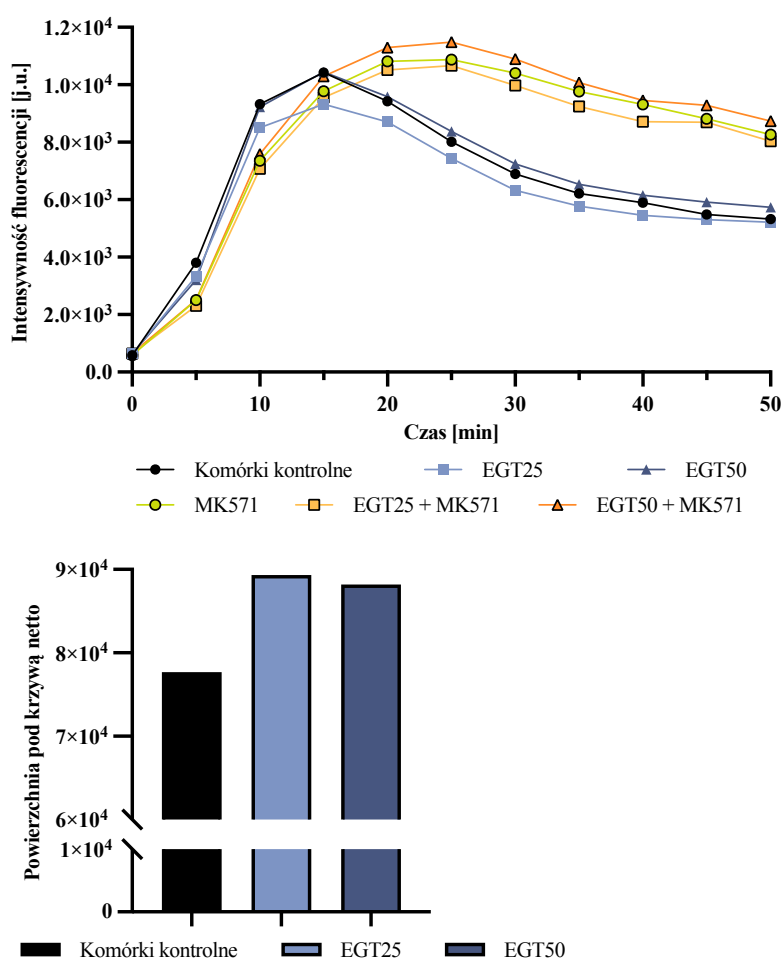 Intensywność fluorescencji [j.u.]
1.2×10⁴
1.0×10⁴
8.0×10³
6.0×10³
4.0×10³
2.0×10³
0.0
0 10 20 30 40 50
Czas [min]
Komórki kontrolne EGT25 EGT50
MK571 EGT25 + MK571 EGT50 + MK571
Powierzchnia pod krzywą netto
9×10⁴
8×10⁴
7×10⁴
6×10⁴
1×10⁴
0
Komórki kontrolne EGT25 EGT50